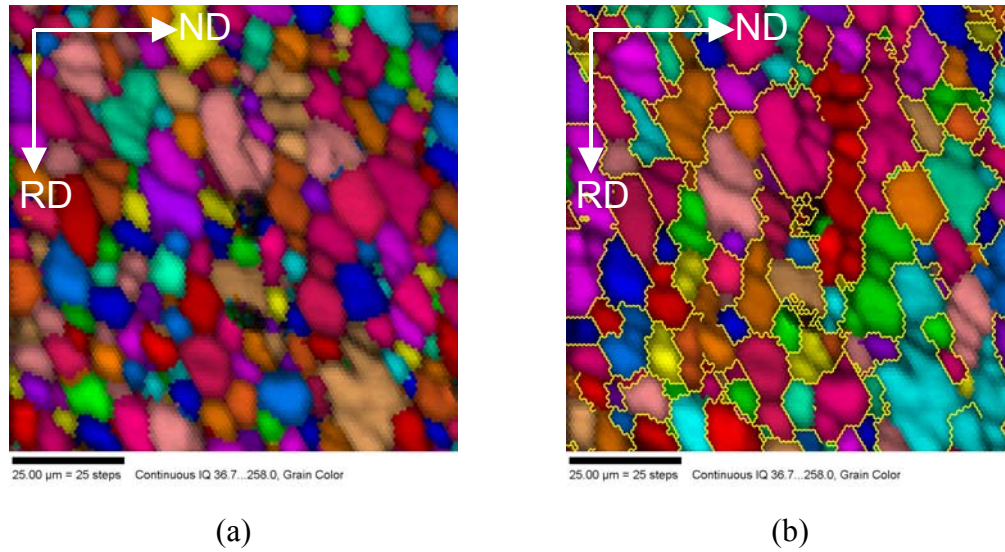 ND
RD
25.00 µm = 25 steps Continuous IQ 36.7...258.0, Grain Color
(a)
ND
RD
25.00 µm = 25 steps Continuous IQ 36.7...258.0, Grain Color
(b)